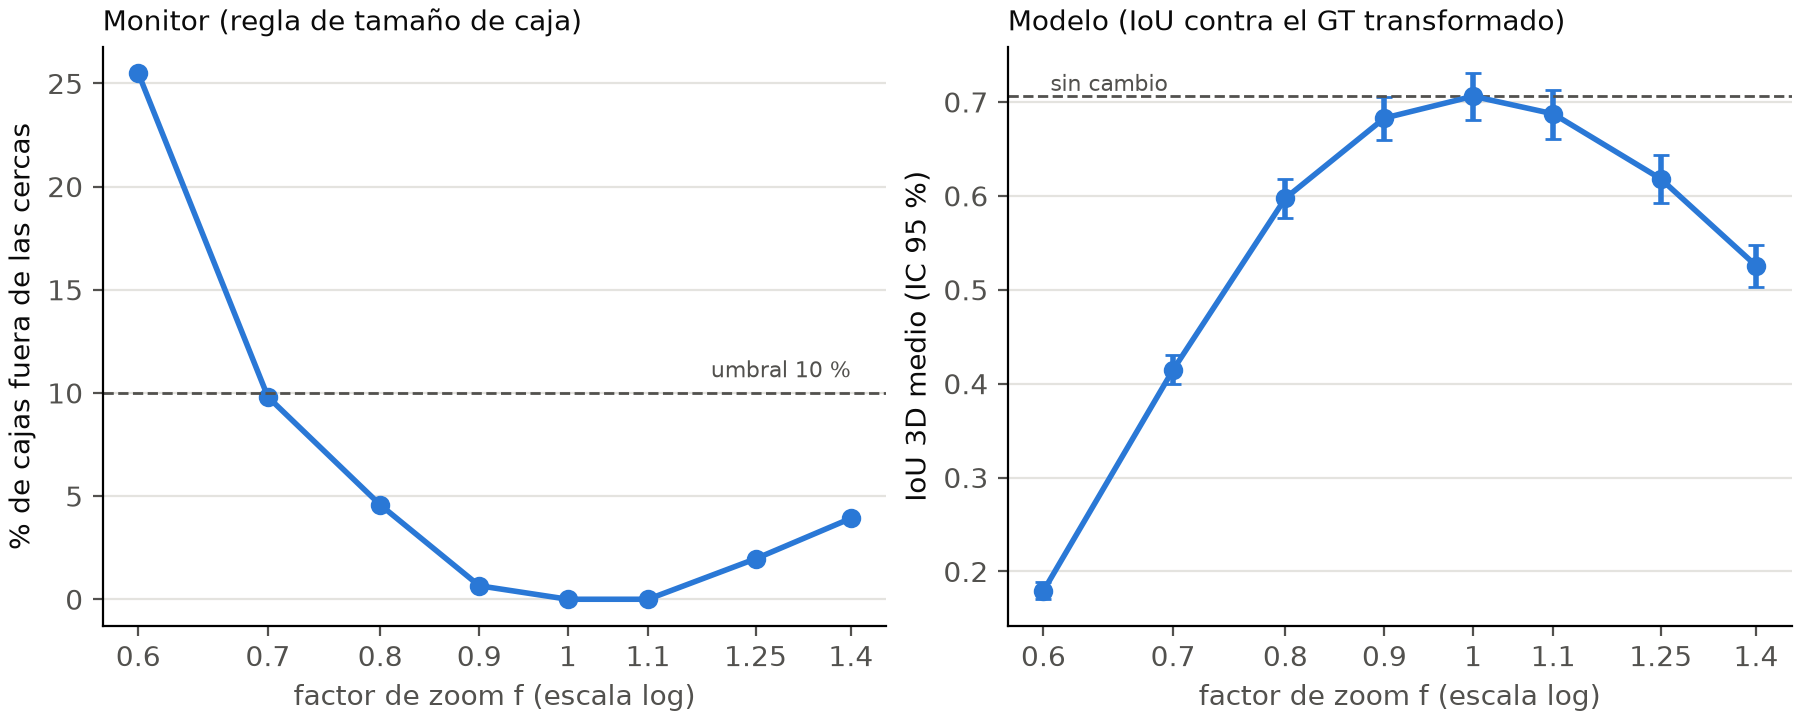 Monitor (regla de tamaño de caja)
% de cajas fuera de las cercas
25
20
15
10
5
0
umbral 10 %
0.6 0.7 0.8 0.9 1 1.1 1.25 1.4
factor de zoom f (escala log)
Modelo (IoU contra el GT transformado)
IoU 3D medio (IC 95 %)
sin cambio
0.7
0.6
0.5
0.4
0.3
0.2
0.6 0.7 0.8 0.9 1 1.1 1.25 1.4
factor de zoom f (escala log)